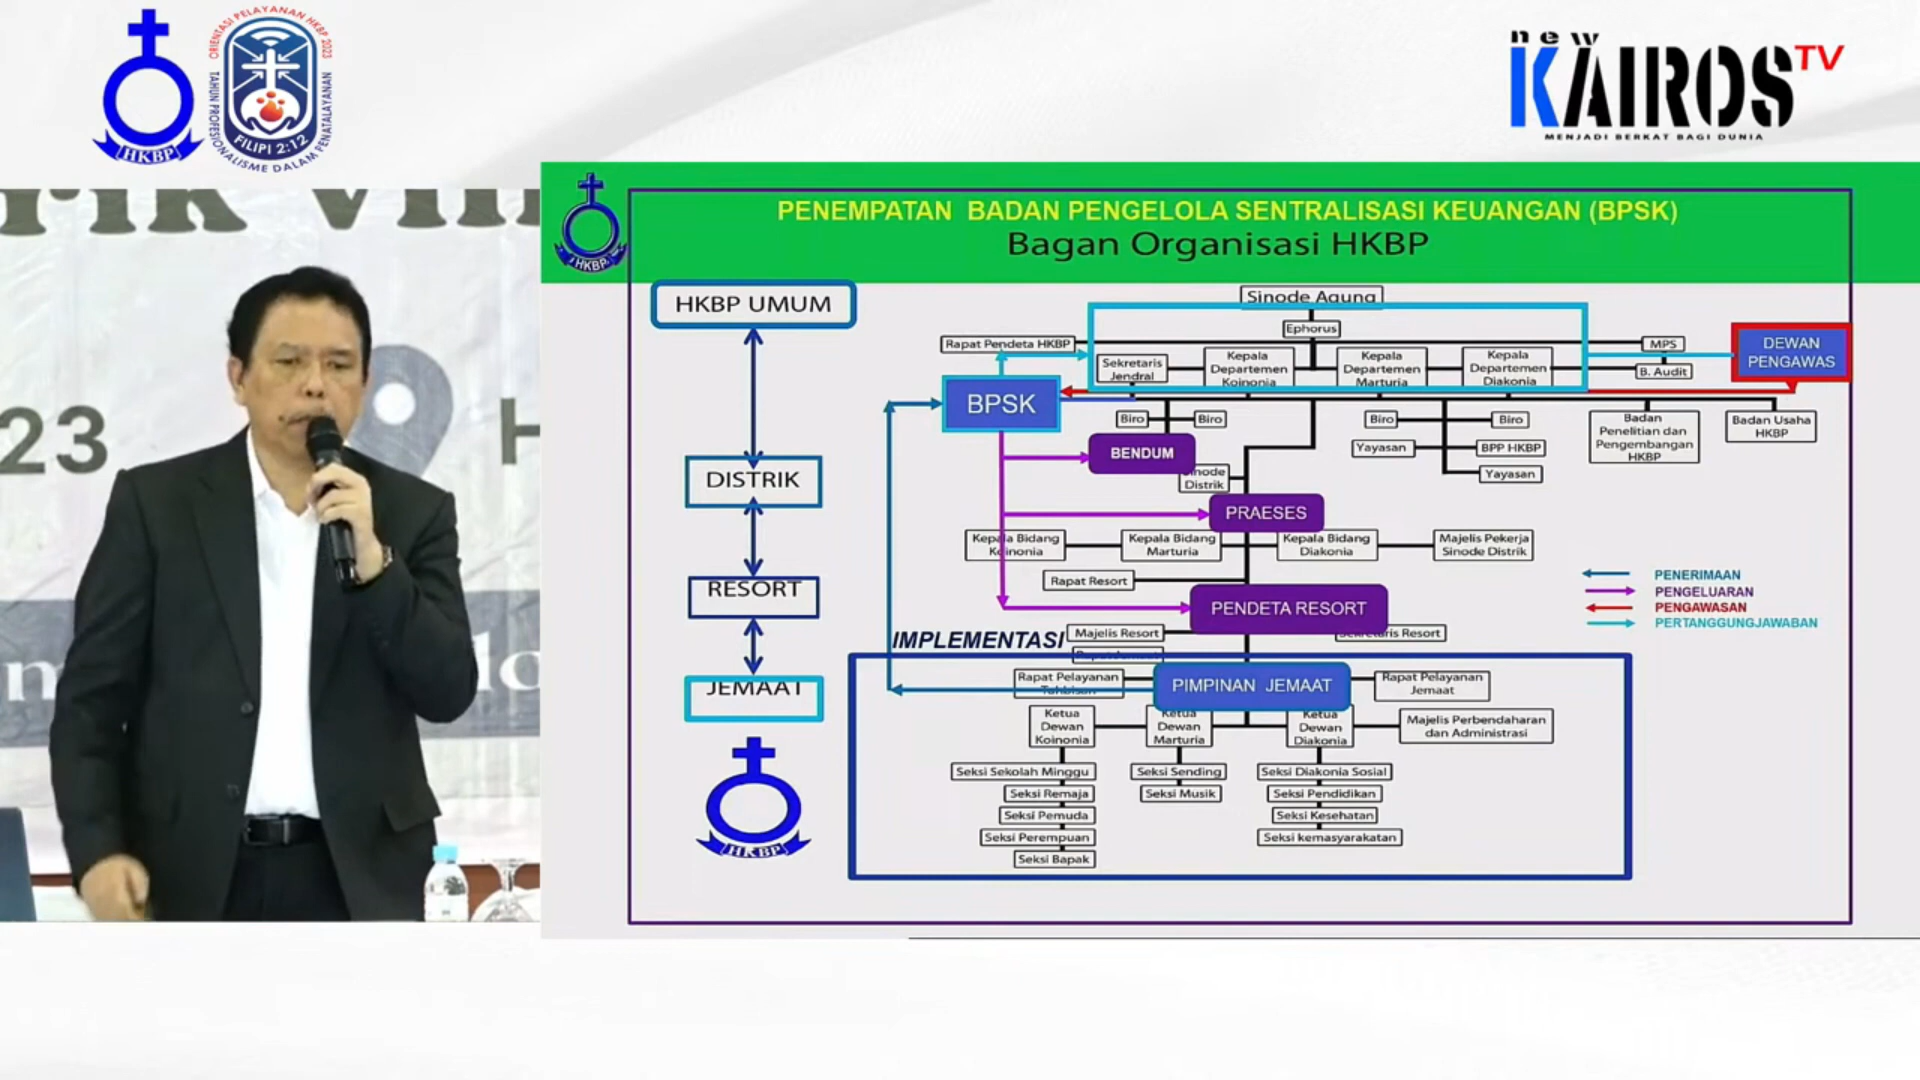 HKBP
ORIENTASI PELAYANAN HKBP 2023
TAHUN PROFESIONALISME DALAM PENATALAYANAN
FILIPI 2:12
new
KAIROS TV
MENJADI BERKAT BAGI DUNIA
23
H
PENEMPATAN BADAN PENGELOLA SENTRALISASI KEUANGAN (BPSK)
Bagan Organisasi HKBP
HKBP
HKBP UMUM
DISTRIK
RESORT
JEMAAT
HKBP
Sinode Agung
Ephorus
Rapat Pendeta HKBP
MPS
DEWAN
PENGAWAS
Sekretaris
Jendral
Kepala
Departemen
Koinonia
Kepala
Departemen
Marturia
Kepala
Departemen
Diakonia
B. Audit
BPSK
Biro
Biro
Biro
Biro
Badan
Penelitian dan
Pengembangan
HKBP
Badan Usaha
HKBP
BENDUM
Yayasan
BPP HKBP
Yayasan
Sinode
Distrik
PRAESES
Kepala Bidang
Koinonia
Kepala Bidang
Marturia
Kepala Bidang
Diakonia
Majelis Pekerja
Sinode Distrik
Rapat Resort
PENDETA RESORT
PENERIMAAN
PENGELUARAN
PENGAWASAN
PERTANGGUNGJAWABAN
IMPLEMENTASI
Majelis Resort
Sekretaris Resort
Rapat Jemaat
Rapat Pelayanan
Tahbisan
PIMPINAN JEMAAT
Rapat Pelayanan
Jemaat
Ketua
Dewan
Koinonia
Ketua
Dewan
Marturia
Ketua
Dewan
Diakonia
Majelis Perbendaharan
dan Administrasi
Seksi Sekolah Minggu
Seksi Sending
Seksi Diakonia Sosial
Seksi Remaja
Seksi Musik
Seksi Pendidikan
Seksi Pemuda
Seksi Kesehatan
Seksi Perempuan
Seksi kemasyarakatan
Seksi Bapak